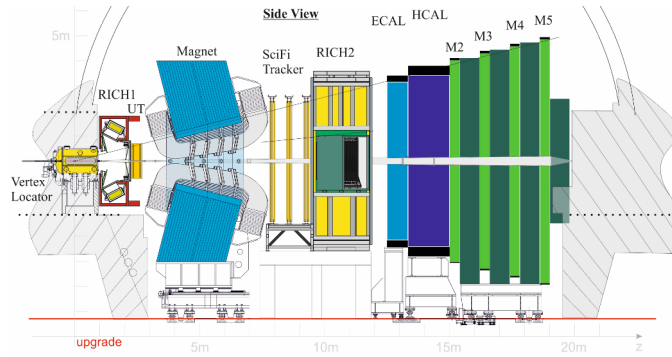 Side View
ECAL
HCAL
M5
M4
M3
M2
5m
Magnet
SciFi
Tracker
RICH2
RICH1
UT
Vertex
Locator
upgrade
5m
10m
15m
20m
z